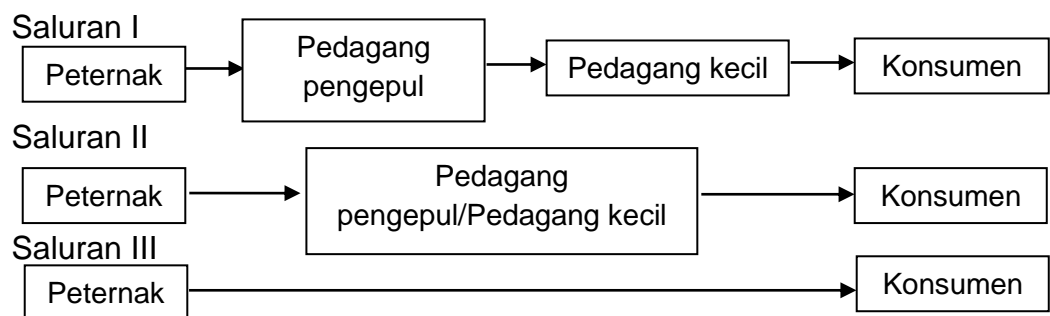 Saluran I
Peternak
Pedagang
pengepul
Pedagang kecil
Konsumen
Saluran II
Peternak
Pedagang
pengepul/Pedagang kecil
Konsumen
Saluran III
Peternak
Konsumen